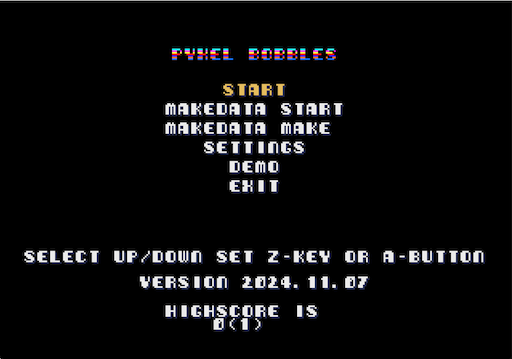 PYXEL BOBBLES
START
MAKEDATA START
MAKEDATA MAKE
SETTINGS
DEMO
EXIT
SELECT UP/DOWN SET Z-KEY OR A-BUTTON
VERSION 2024.11.07
HIGHSCORE IS
0(1)